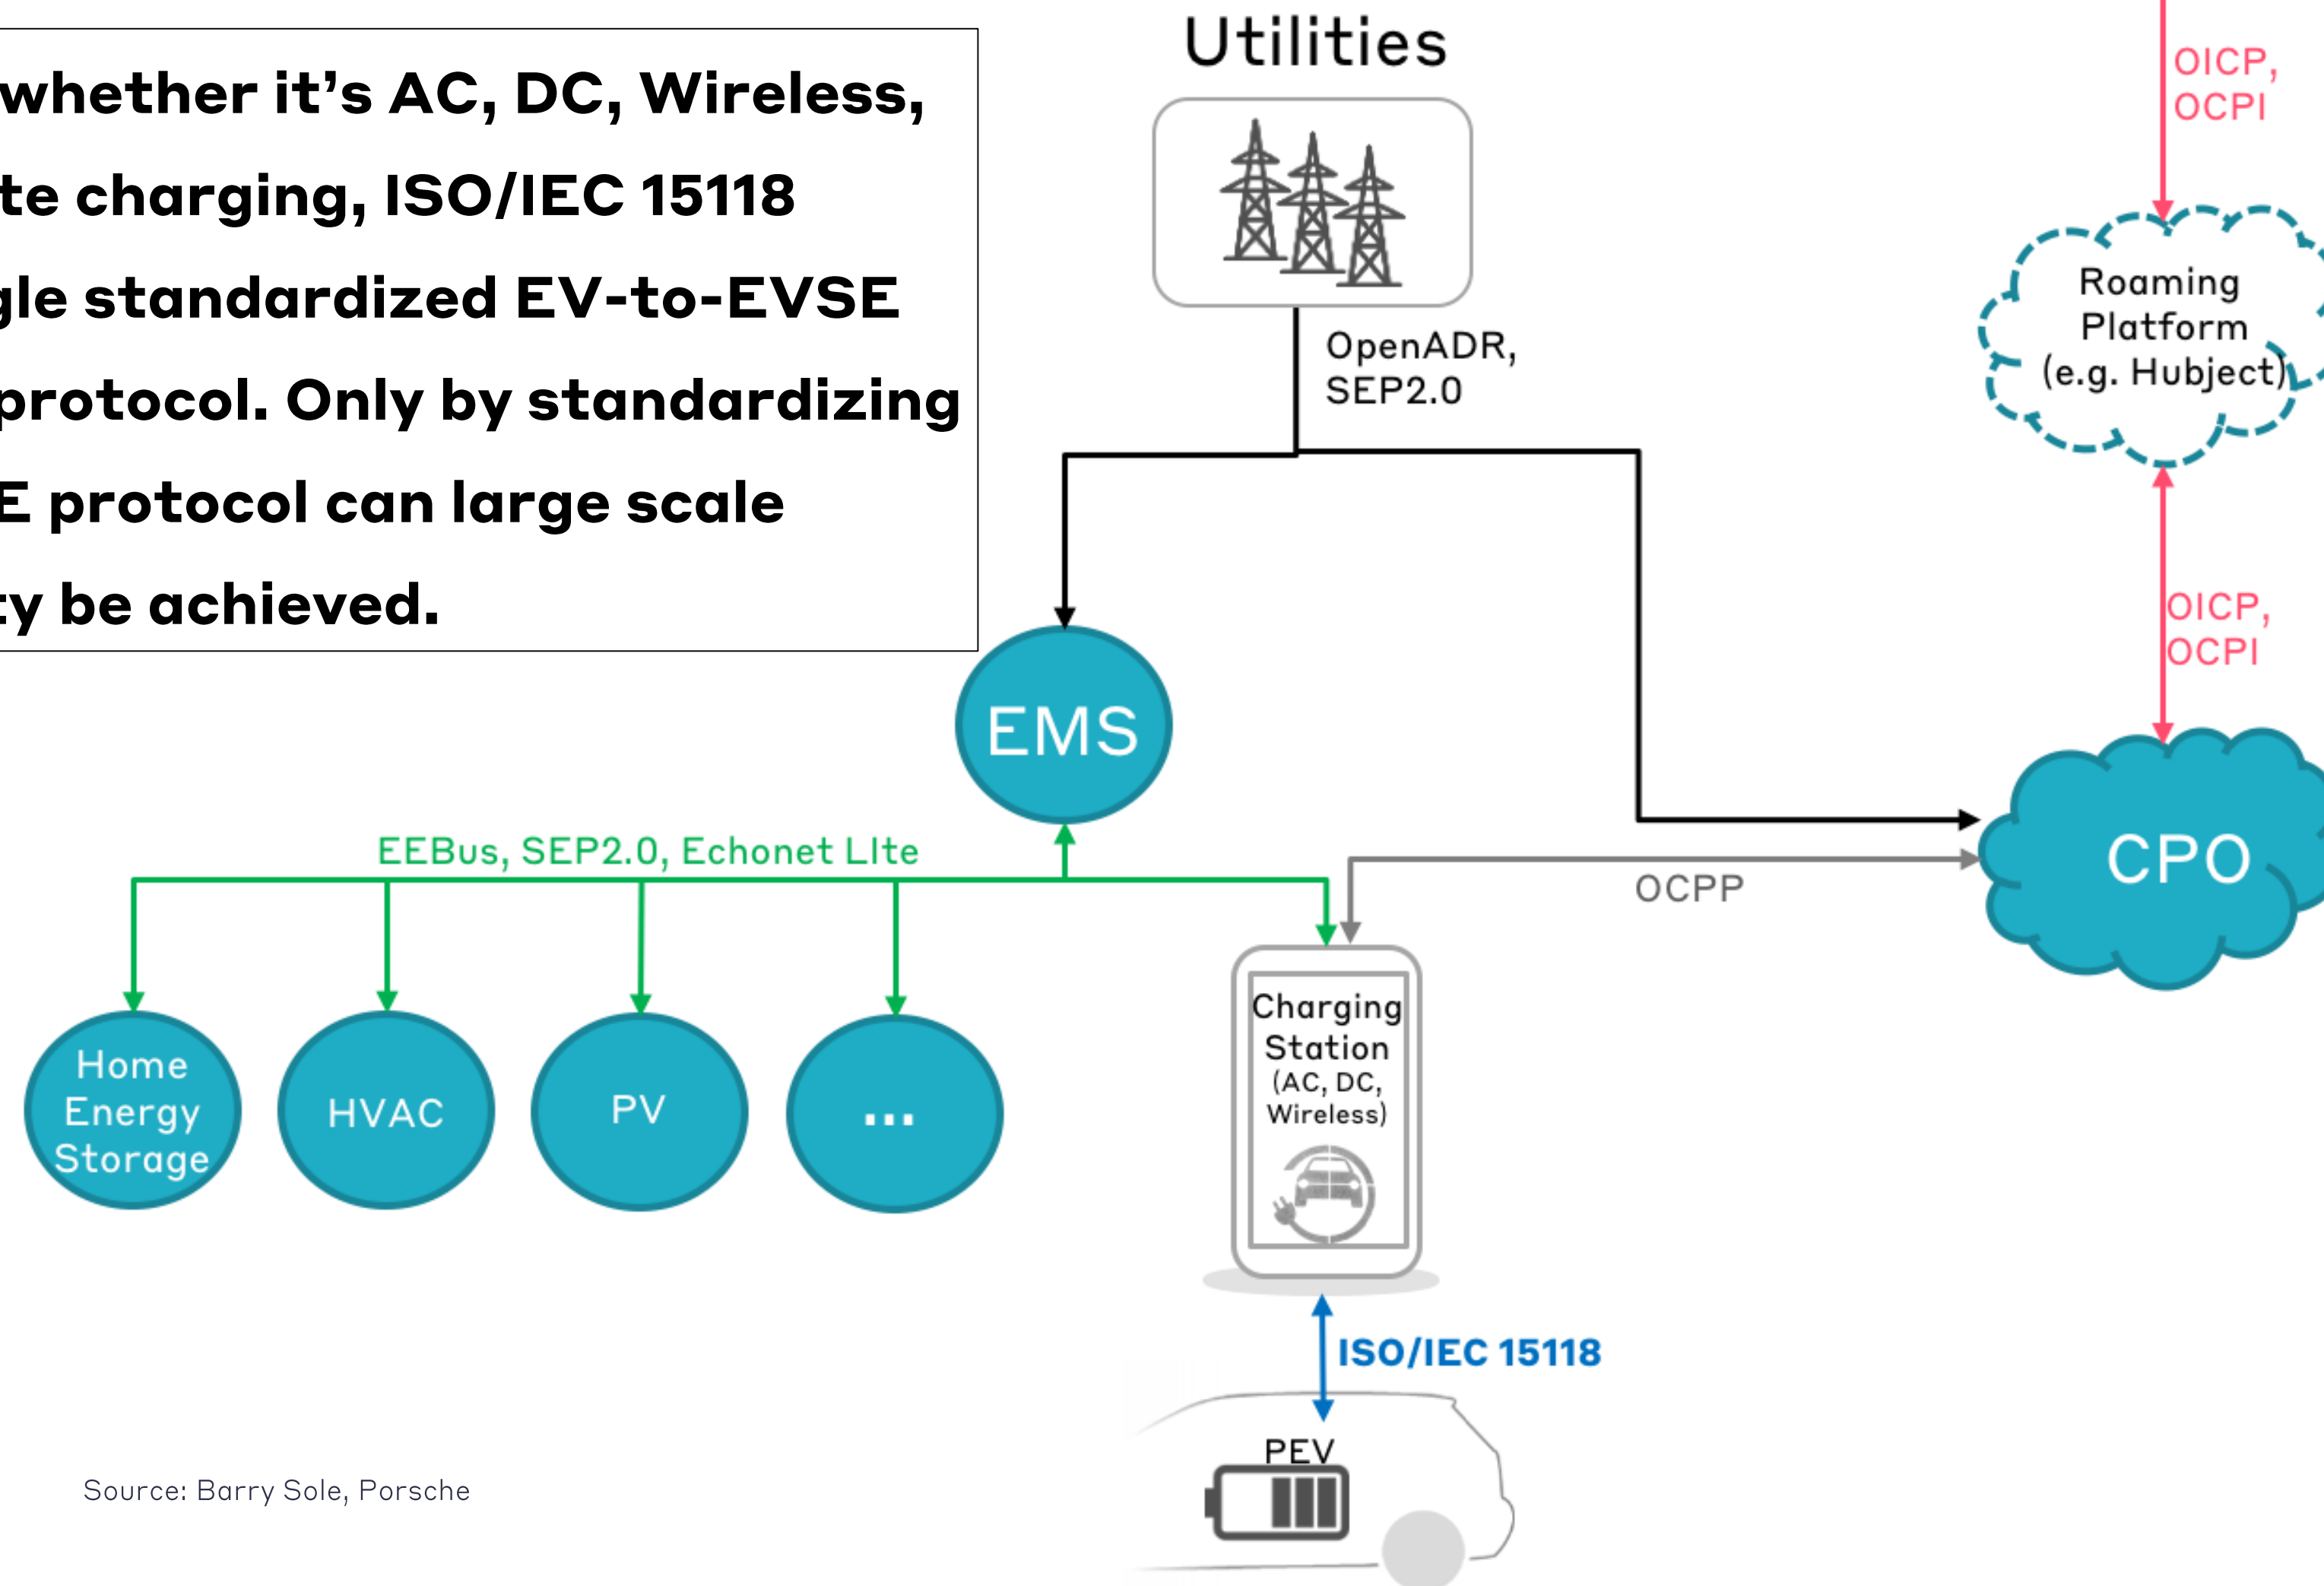 whether it’s AC, DC, Wireless,
te charging, ISO/IEC 15118
gle standardized EV-to-EVSE
protocol. Only by standardizing
E protocol can large scale
ty be achieved.
Utilities
OpenADR,
SEP2.0
OICP,
OCPI
Roaming
Platform
(e.g. Hubject)
OICP,
OCPI
EMS
CPO
EEBus, SEP2.0, Echonet LIte
OCPP
Home
Energy
Storage
HVAC
PV
...
Charging
Station
(AC, DC,
Wireless)
ISO/IEC 15118
PEV
Source: Barry Sole, Porsche